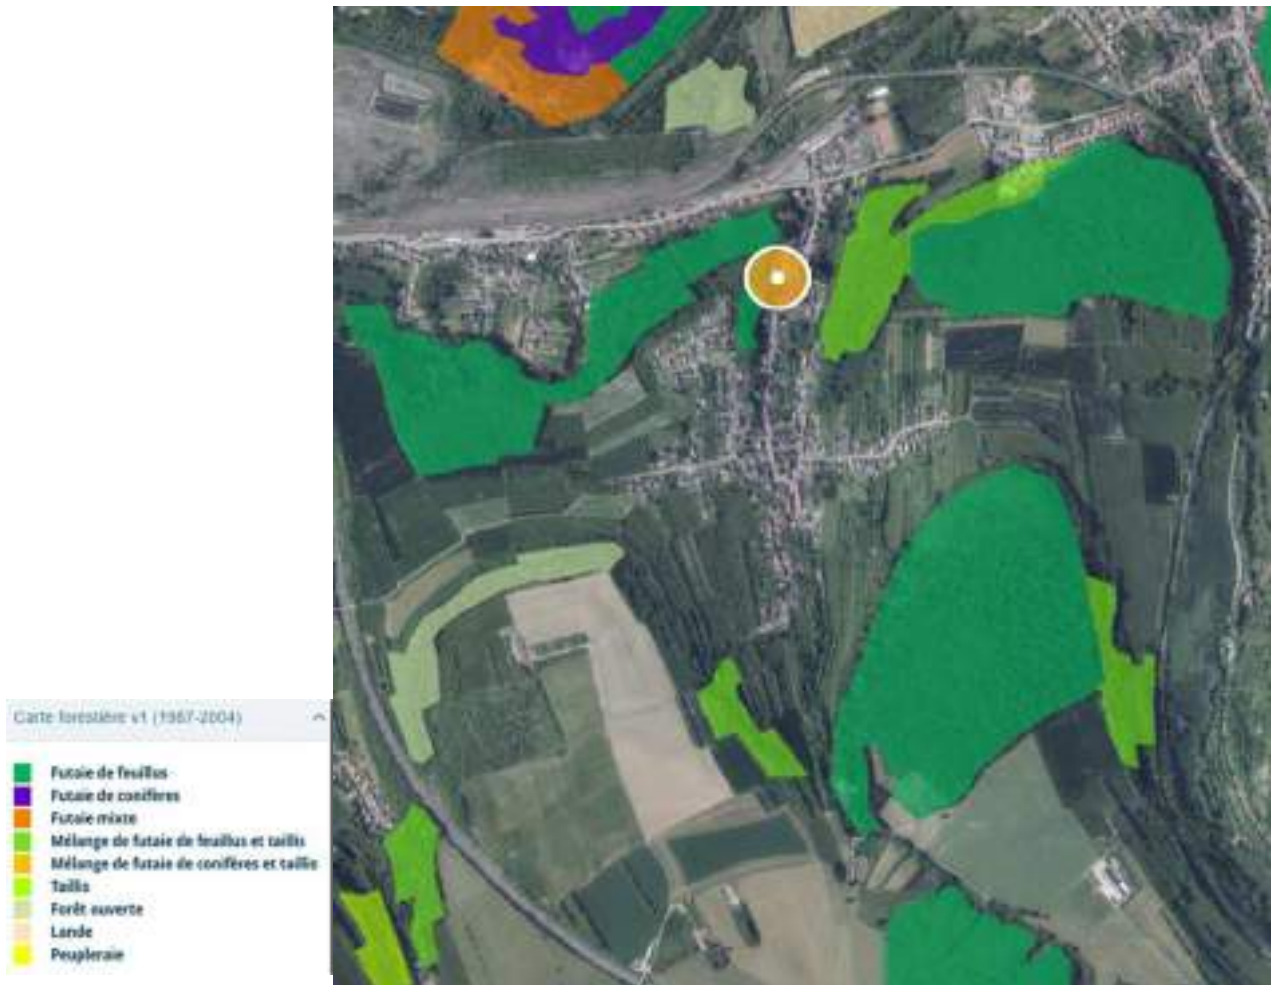 Carte forestière v1 (1987-2004)
Futaie de feuillus
Futaie de conifères
Futaie mixte
Mélange de futaie de feuillus et taillis
Mélange de futaie de conifères et taillis
Taillis
Forêt ouverte
Lande
Peupleraie